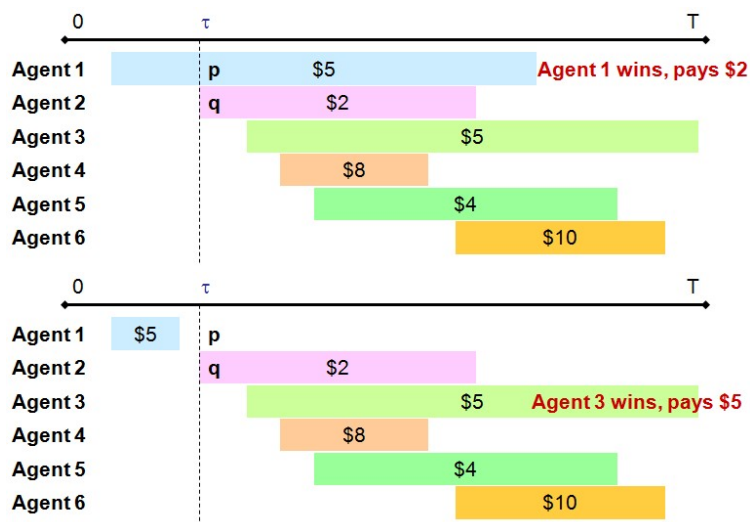 0 τ T
Agent 1 p $5 Agent 1 wins, pays $2
Agent 2 q $2
Agent 3 $5
Agent 4 $8
Agent 5 $4
Agent 6 $10
0 τ T
Agent 1 $5 p
Agent 2 q $2
Agent 3 $5 Agent 3 wins, pays $5
Agent 4 $8
Agent 5 $4
Agent 6 $10